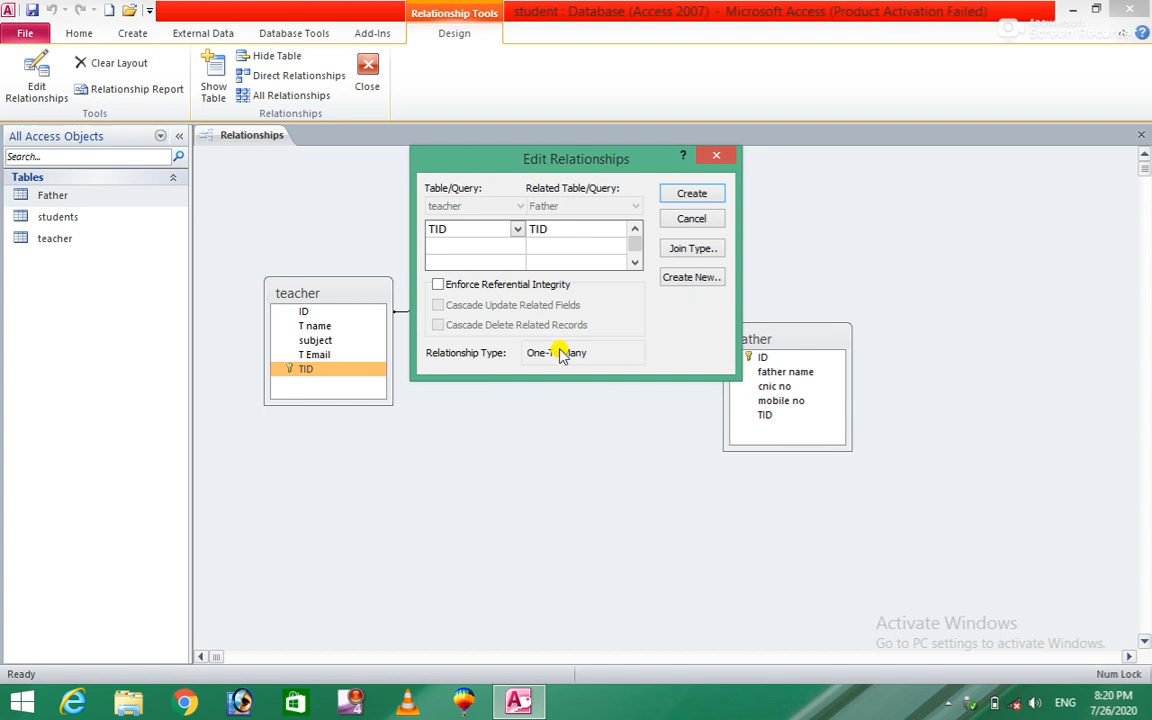 Relationship Tools
student : Database (Access 2007) - Microsoft Access (Product Activation Failed)
File
Home
Create
External Data
Database Tools
Add-Ins
Design
Edit
Relationships
Clear Layout
Relationship Report
Tools
Show
Table
Hide Table
Direct Relationships
All Relationships
Relationships
Close
All Access Objects
Search...
Tables
Father
students
teacher
Relationships
Edit Relationships
?
Table/Query:
Related Table/Query:
teacher
Father
TID
TID
Create
Cancel
Join Type..
Create New..
Enforce Referential Integrity
Cascade Update Related Fields
Cascade Delete Related Records
Relationship Type:
teacher
ID
T name
subject
T Email
TID
ID
father name
cnic no
mobile no
TID
Activate Windows
Go to PC settings to activate Windows.
Ready
Num Lock
ENG
8:20 PM
7/26/2020